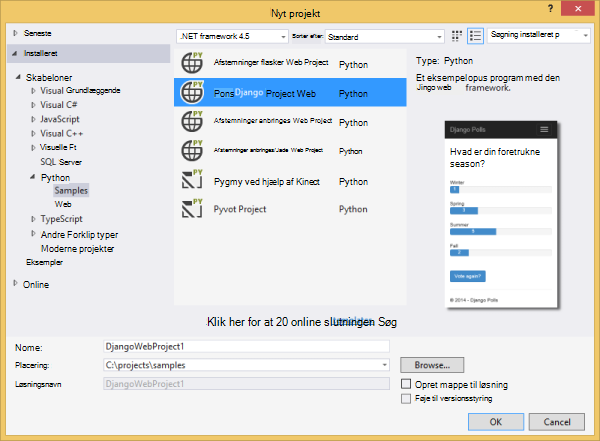 Nyt projekt
?
Seneste
Installeret
.NET framework 4.5
Sorter efter:
Standard
Søgning installeret p
Skabeloner
Visual Grundlæggende
Visual C#
JavaScript
Visual C++
Visuelle Ft
SQL Server
Python
Samples
Web
TypeScript
Andre Forklip typer
Moderne projekter
Eksempler
Online
PY
Afstemninger flasker Web Project
Python
PY
Pons Django Project Web
Python
PY
Afstemninger anbringes Web Project
Python
PY
Afstemninger anbringes/Jade Web Project
Python
PY
Pygmy ved hjælp af Kinect
Python
PY
Pyvot Project
Python
Klik her for at 20 online slutningen Søg
Type: Python
Et eksempelopus program med den
Jingo web framework.
Django Polls
Hvad er din foretrukne
season?
Winter
Spring
Summer
Fall
Vote again?
© 2014 - Django Polls
Nome:
DjangoWebProject1
Placering:
C:\projects\samples
Browse...
Løsningsnavn
DjangoWebProject1
Opret mappe til løsning
Føje til versionsstyring
OK
Cancel